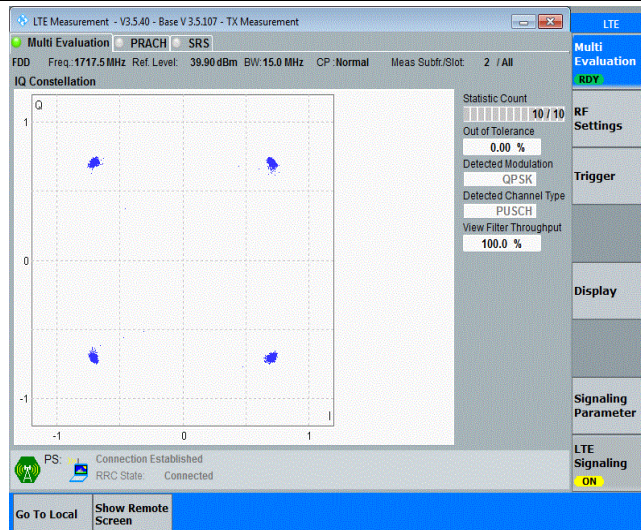 LTE Measurement - V3.5.40 - Base V 3.5.107 - TX Measurement
LTE
Multi Evaluation
PRACH
SRS
Multi
Evaluation
RDY
FDD Freq.:1717.5 MHz Ref. Level: 39.90 dBm BW:15.0 MHz CP :Normal Meas Subfr./Slot: 2 / All
IQ Constellation
Q
1
0
-1
-1 0 1
I
Statistic Count
10 / 10
Out of Tolerance
0.00 %
Detected Modulation
QPSK
Detected Channel Type
PUSCH
View Filter Throughput
100.0 %
RF
Settings
Trigger
Display
Signaling
Parameter
LTE
Signaling
ON
PS: Connection Established
RRC State: Connected
Go To Local
Show Remote
Screen